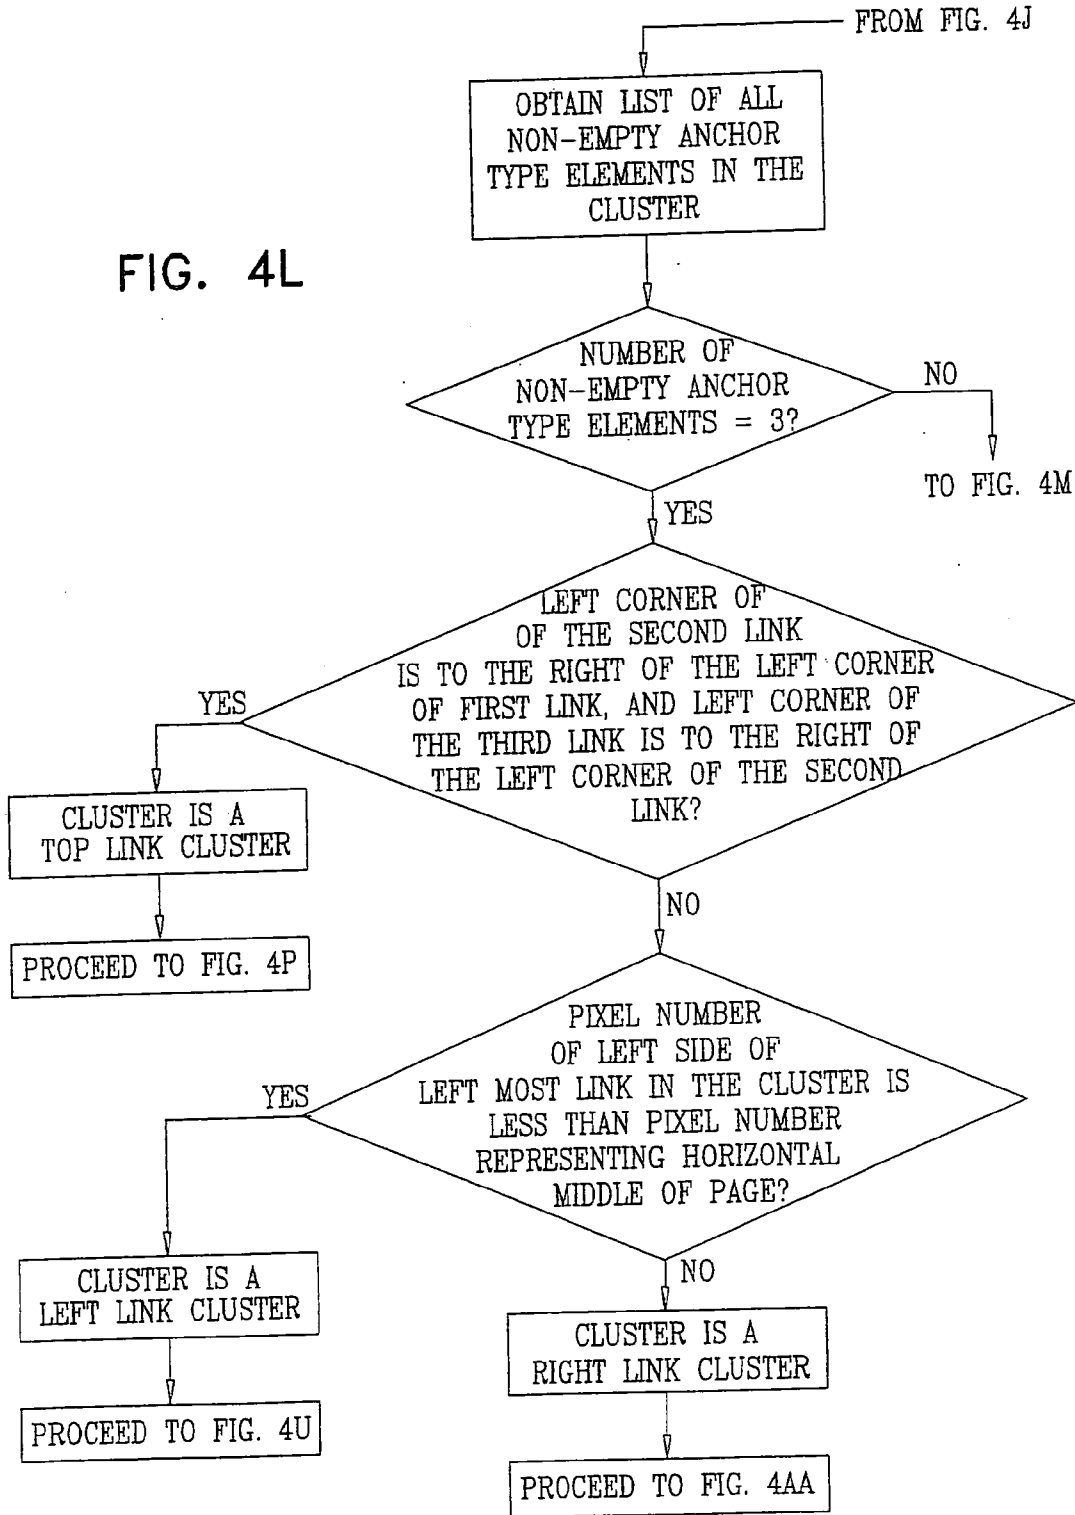 FROM FIG. 4J
OBTAIN LIST OF ALL
NON-EMPTY ANCHOR
TYPE ELEMENTS IN THE
CLUSTER
FIG. 4L
NUMBER OF
NON-EMPTY ANCHOR
TYPE ELEMENTS = 3?
NO
TO FIG. 4M
YES
LEFT CORNER OF
OF THE SECOND LINK
IS TO THE RIGHT OF THE LEFT CORNER
OF FIRST LINK, AND LEFT CORNER OF
THE THIRD LINK IS TO THE RIGHT OF
THE LEFT CORNER OF THE SECOND
LINK?
YES
CLUSTER IS A
TOP LINK CLUSTER
PROCEED TO FIG. 4P
NO
PIXEL NUMBER
OF LEFT SIDE OF
LEFT MOST LINK IN THE CLUSTER IS
LESS THAN PIXEL NUMBER
REPRESENTING HORIZONTAL
MIDDLE OF PAGE?
YES
CLUSTER IS A
LEFT LINK CLUSTER
PROCEED TO FIG. 4U
NO
CLUSTER IS A
RIGHT LINK CLUSTER
PROCEED TO FIG. 4AA